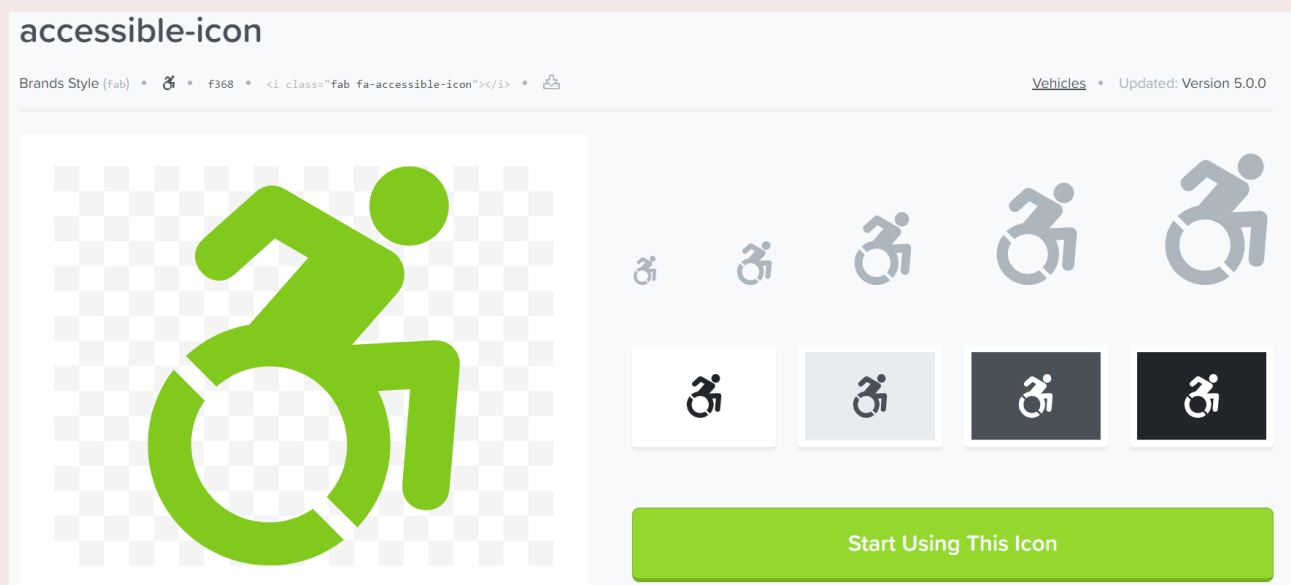 accessible-icon
Brands Style (fab) • f368 • <i class="fab fa-accessible-icon"></i> •
Vehicles • Updated: Version 5.0.0
Start Using This Icon